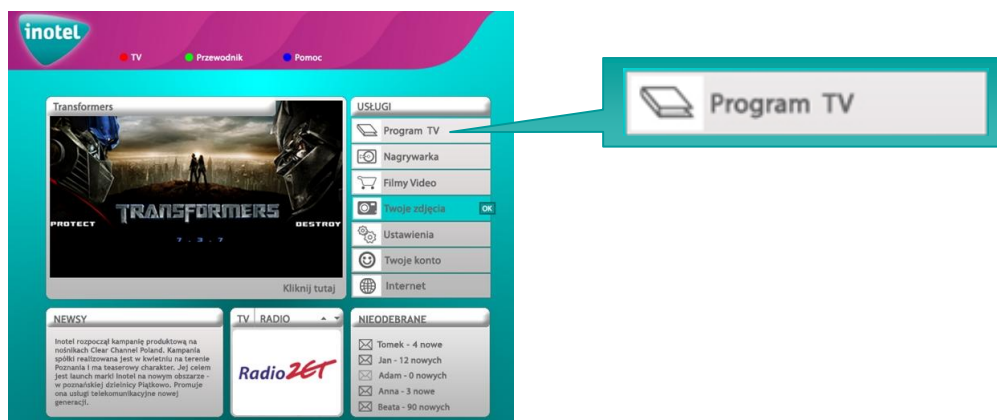 inotel
TV
Przewodnik
Pomoc
Transformers
PROTECT
TRANSFORMERS
DESTROY
7.3.7
Kliknij tutaj
USŁUGI
Program TV
Nagrywarka
Filmy Video
Twoje zdjęcia
OK
Ustawienia
Twoje konto
Internet
Program TV
NEWSY
Inotel rozpoczął kampanię produktową na
nośnikach Clear Channel Poland. Kampania
spółki realizowana jest w kwietniu na terenie
Poznania i ma teaserowy charakter. Jej celem
jest launch marki Inotel na nowym obszarze -
w poznańskiej dzielnicy Piątkowo. Promuje
ona usługi telekomunikacyjne nowej
generacji.
TV RADIO
Radio ZET
NIEODEBRANE
Tomek - 4 nowe
Jan - 12 nowych
Adam - 0 nowych
Anna - 3 nowe
Beata - 90 nowych